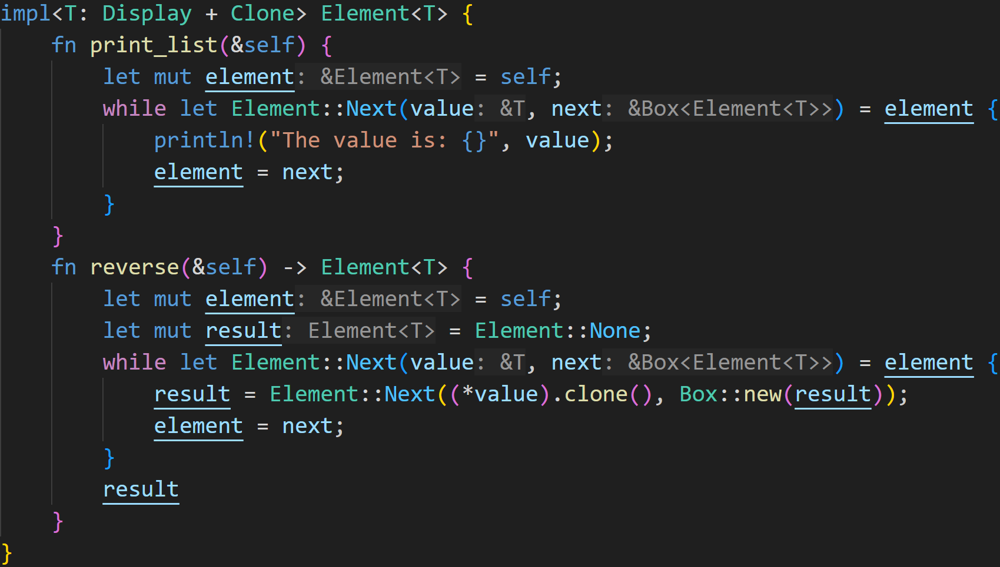 impl<T: Display + Clone> Element<T> {
    fn print_list(&self) {
        let mut element: &Element<T> = self;
        while let Element::Next(value: &T, next: &Box<Element<T>>) = element {
            println!("The value is: {}", value);
            element = next;
        }
    }
    fn reverse(&self) -> Element<T> {
        let mut element: &Element<T> = self;
        let mut result: Element<T> = Element::None;
        while let Element::Next(value: &T, next: &Box<Element<T>>) = element {
            result = Element::Next((*value).clone(), Box::new(result));
            element = next;
        }
        result
    }
}